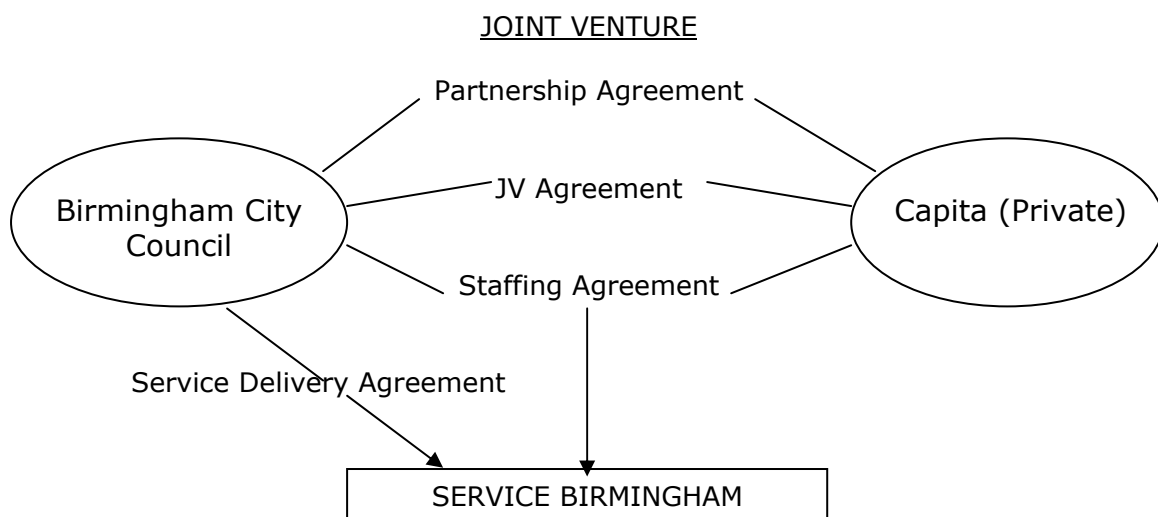 JOINT VENTURE
Partnership Agreement
JV Agreement
Birmingham City
Council
Capita (Private)
Staffing Agreement
Service Delivery Agreement
SERVICE BIRMINGHAM